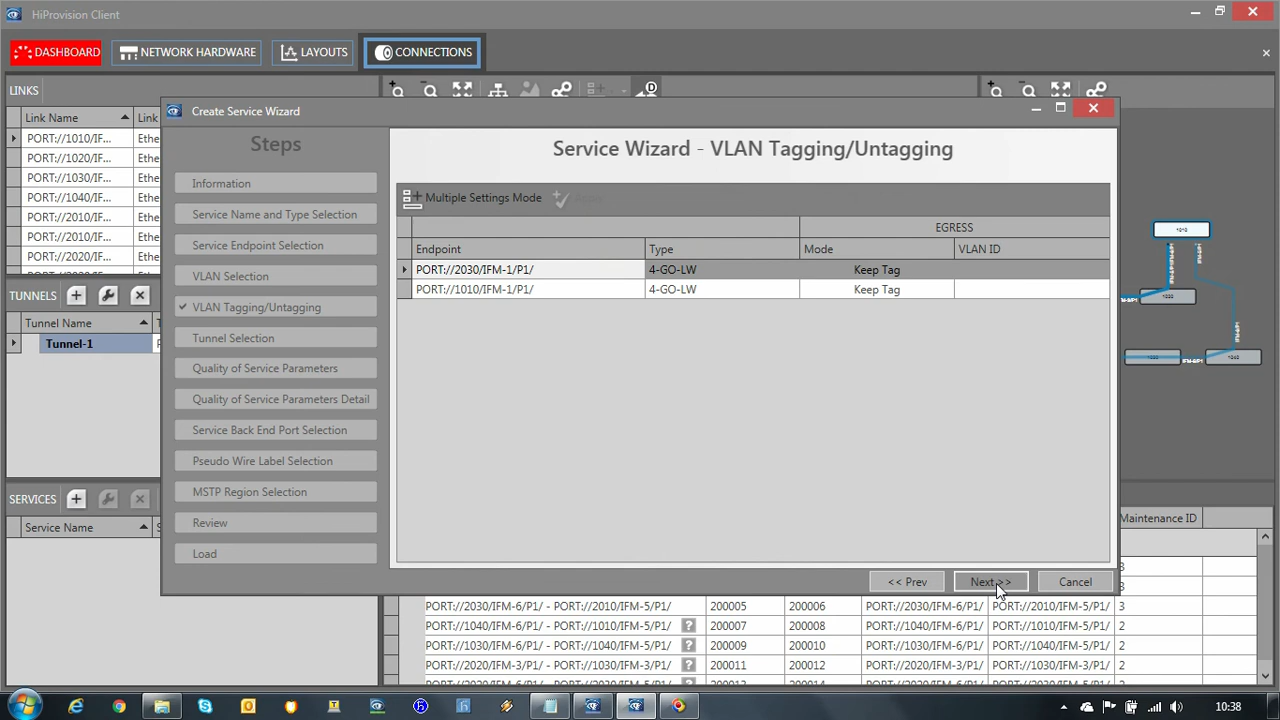 HiProvision Client
DASHBOARD
NETWORK HARDWARE
LAYOUTS
CONNECTIONS
LINKS
Link Name
Link
PORT://1010/IFM... Ethe
PORT://1020/IFM... Ethe
PORT://1030/IFM... Ethe
PORT://1040/IFM... Ethe
PORT://2010/IFM... Ethe
PORT://2010/IFM... Ethe
PORT://2020/IFM... Ethe
TUNNELS
Tunnel Name
Tunnel-1
SERVICES
Service Name
Create Service Wizard
Steps
Information
Service Name and Type Selection
Service Endpoint Selection
VLAN Selection
VLAN Tagging/Untagging
Tunnel Selection
Quality of Service Parameters
Quality of Service Parameters Detail
Service Back End Port Selection
Pseudo Wire Label Selection
MSTP Region Selection
Review
Load
Service Wizard - VLAN Tagging/Untagging
Multiple Settings Mode
EGRESS
Endpoint Type Mode VLAN ID
PORT://2030/IFM-1/P1/ 4-GO-LW Keep Tag
PORT://1010/IFM-1/P1/ 4-GO-LW Keep Tag
<< Prev
Next >>
Cancel
1010
Maintenance ID
3
3
PORT://2030/IFM-6/P1/ - PORT://2010/IFM-5/P1/ 200005 200006 PORT://2030/IFM-6/P1/ PORT://2010/IFM-5/P1/ 3
PORT://1040/IFM-6/P1/ - PORT://1010/IFM-5/P1/ ? 200007 200008 PORT://1040/IFM-6/P1/ PORT://1010/IFM-5/P1/ 2
PORT://1030/IFM-6/P1/ - PORT://1040/IFM-5/P1/ ? 200009 200010 PORT://1030/IFM-6/P1/ PORT://1040/IFM-5/P1/ 2
PORT://2020/IFM-3/P1/ - PORT://1030/IFM-3/P1/ ? 200011 200012 PORT://2020/IFM-3/P1/ PORT://1030/IFM-3/P1/ 2
10:38